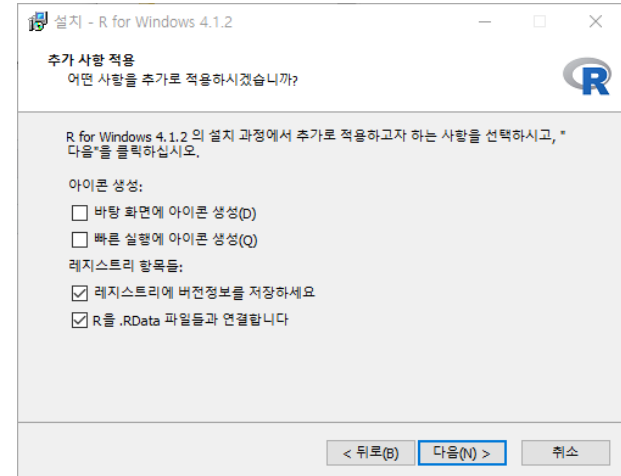 설치 - R for Windows 4.1.2
추가 사항 적용
어떤 사항을 추가로 적용하시겠습니까?
R
R for Windows 4.1.2 의 설치 과정에서 추가로 적용하고자 하는 사항을 선택하시고, "
다음"을 클릭하십시오.
아이콘 생성:
바탕 화면에 아이콘 생성(D)
빠른 실행에 아이콘 생성(Q)
레지스트리 항목들:
레지스트리에 버전정보를 저장하세요
R을 .RData 파일들과 연결합니다
< 뒤로(B) 다음(N) > 취소